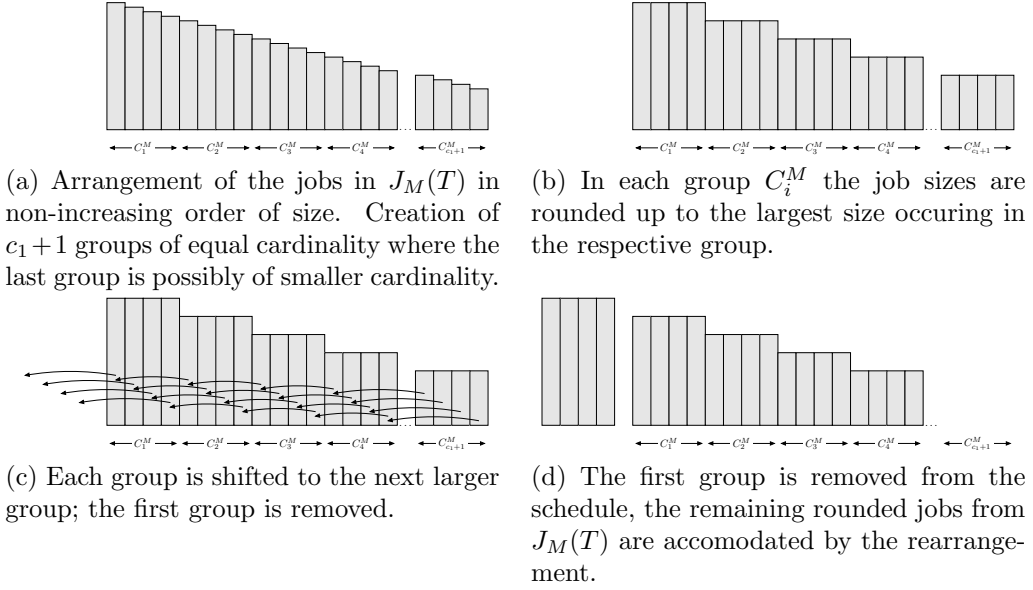 C_1^M C_2^M C_3^M C_4^M ... C_{c_1+1}^M
(a) Arrangement of the jobs in J_M(T) in
non-increasing order of size. Creation of
c_1+1 groups of equal cardinality where the
last group is possibly of smaller cardinality.
C_1^M C_2^M C_3^M C_4^M ... C_{c_1+1}^M
(b) In each group C_i^M the job sizes are
rounded up to the largest size occuring in
the respective group.
C_1^M C_2^M C_3^M C_4^M ... C_{c_1+1}^M
(c) Each group is shifted to the next larger
group; the first group is removed.
C_1^M C_2^M C_3^M C_4^M ... C_{c_1+1}^M
(d) The first group is removed from the
schedule, the remaining rounded jobs from
J_M(T) are accomodated by the rearrange-
ment.